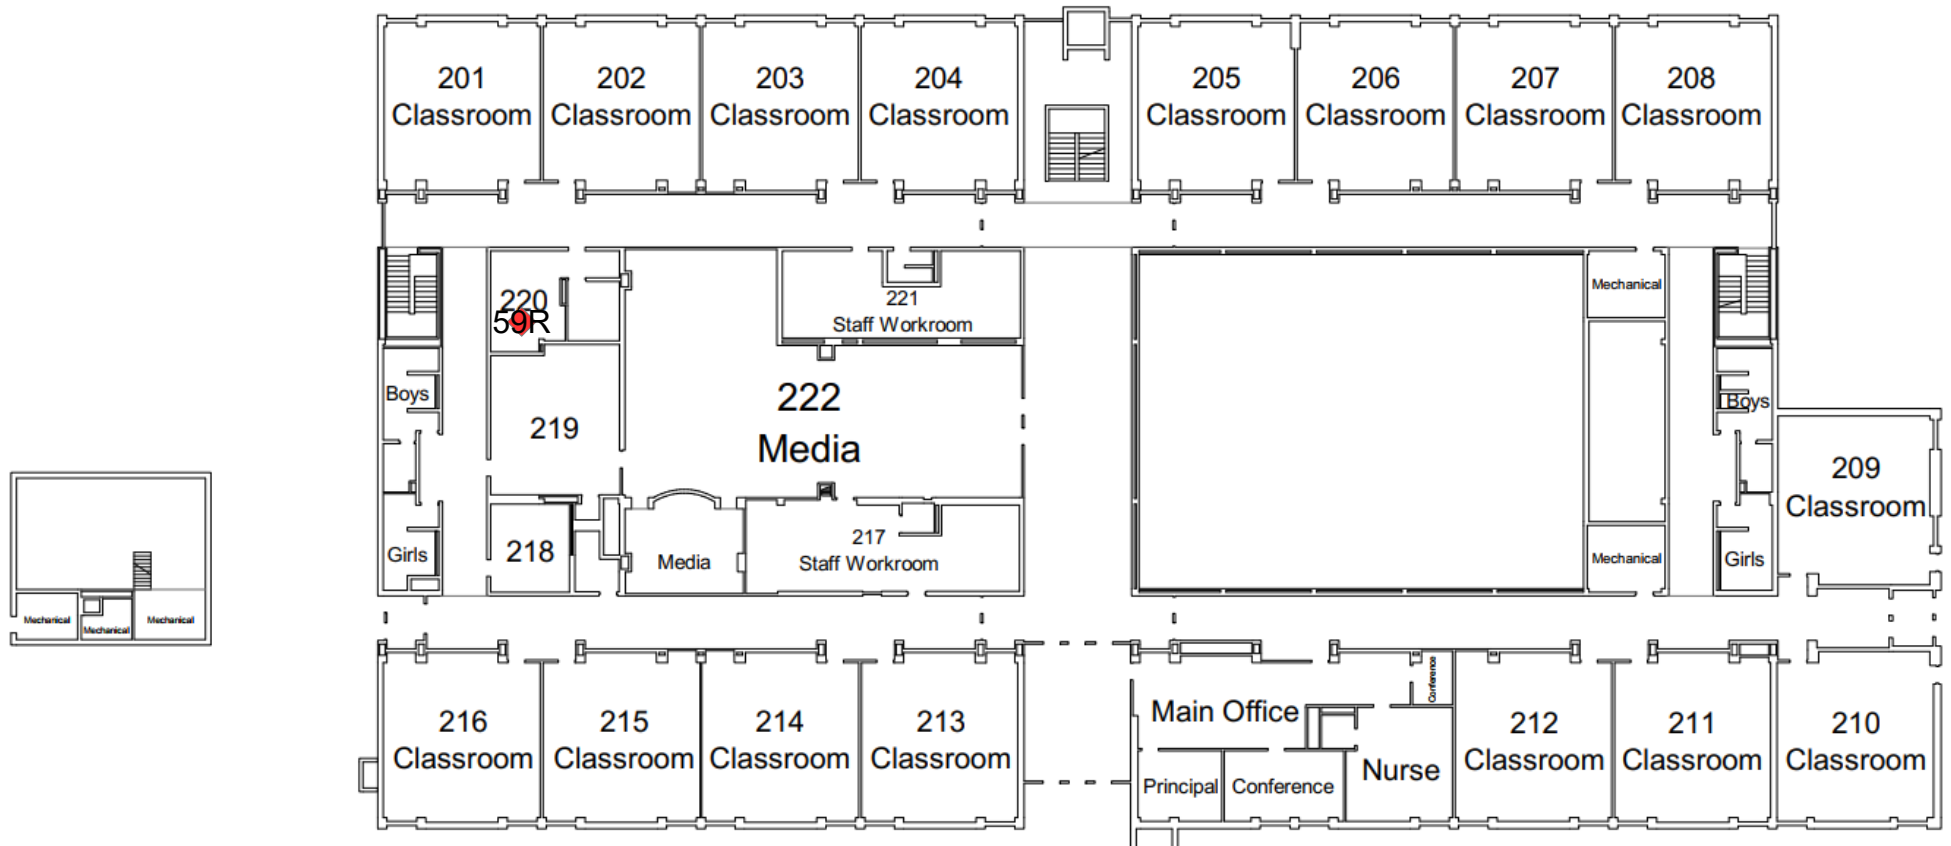 201
Classroom
202
Classroom
203
Classroom
204
Classroom
205
Classroom
206
Classroom
207
Classroom
208
Classroom
220
59R
221
Staff Workroom
Mechanical
Boys
219
222
Media
Boys
209
Classroom
Girls
218
Media
217
Staff Workroom
Mechanical
Girls
Mechanical
Mechanical
Mechanical
216
Classroom
215
Classroom
214
Classroom
213
Classroom
Main Office
Conference
Principal
Conference
Nurse
212
Classroom
211
Classroom
210
Classroom